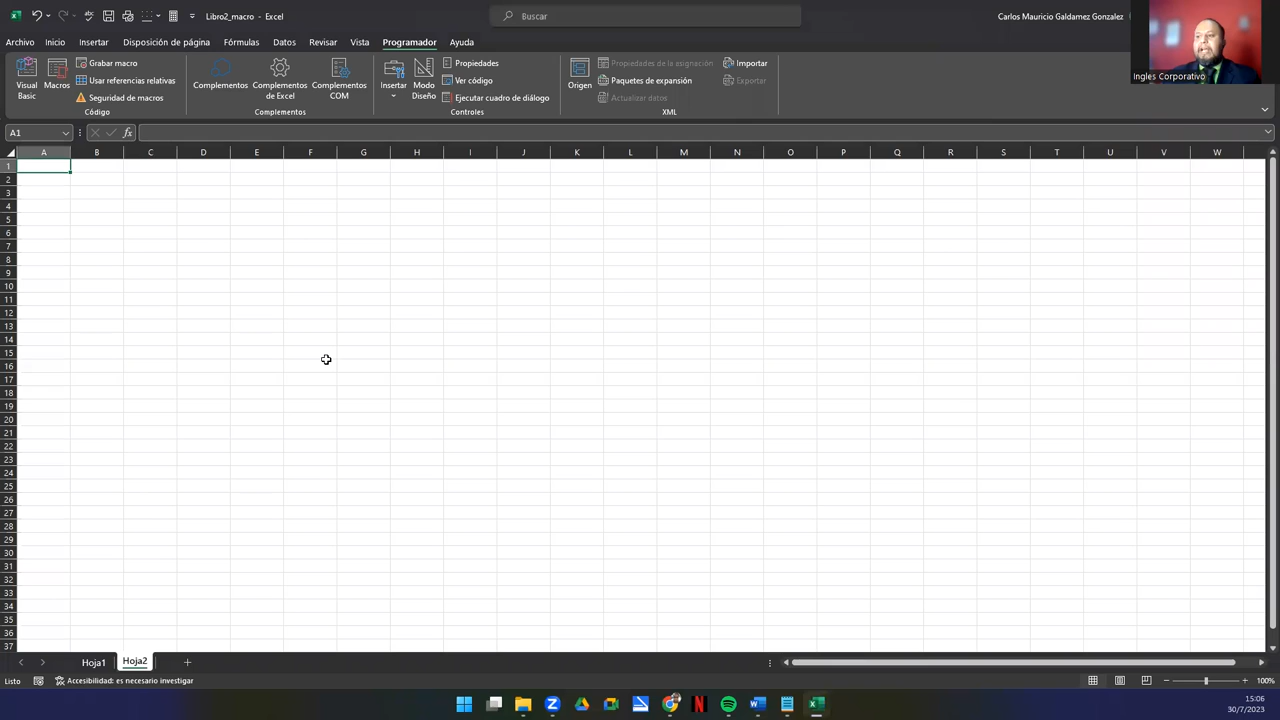 Libro2_macro - Excel
Buscar
Carlos Mauricio Galdamez Gonzalez
Archivo Inicio Insertar Disposición de página Fórmulas Datos Revisar Vista Programador Ayuda
Visual Basic
Macros
Grabar macro
Usar referencias relativas
Seguridad de macros
Código
Complementos
Complementos de Excel
Complementos COM
Complementos
Insertar
Modo Diseño
Propiedades
Ver código
Ejecutar cuadro de diálogo
Controles
Origen
Propiedades de la asignación
Paquetes de expansión
Actualizar datos
Importar
Exportar
XML
Ingles Corporativo
A1
fx
A B C D E F G H I J K L M N O P Q R S T U V W
1
2
3
4
5
6
7
8
9
10
11
12
13
14
15
16
17
18
19
20
21
22
23
24
25
26
27
28
29
30
31
32
33
34
35
36
37
Hoja1 Hoja2
Listo
Accesibilidad: es necesario investigar
100%
15:06
30/7/2023